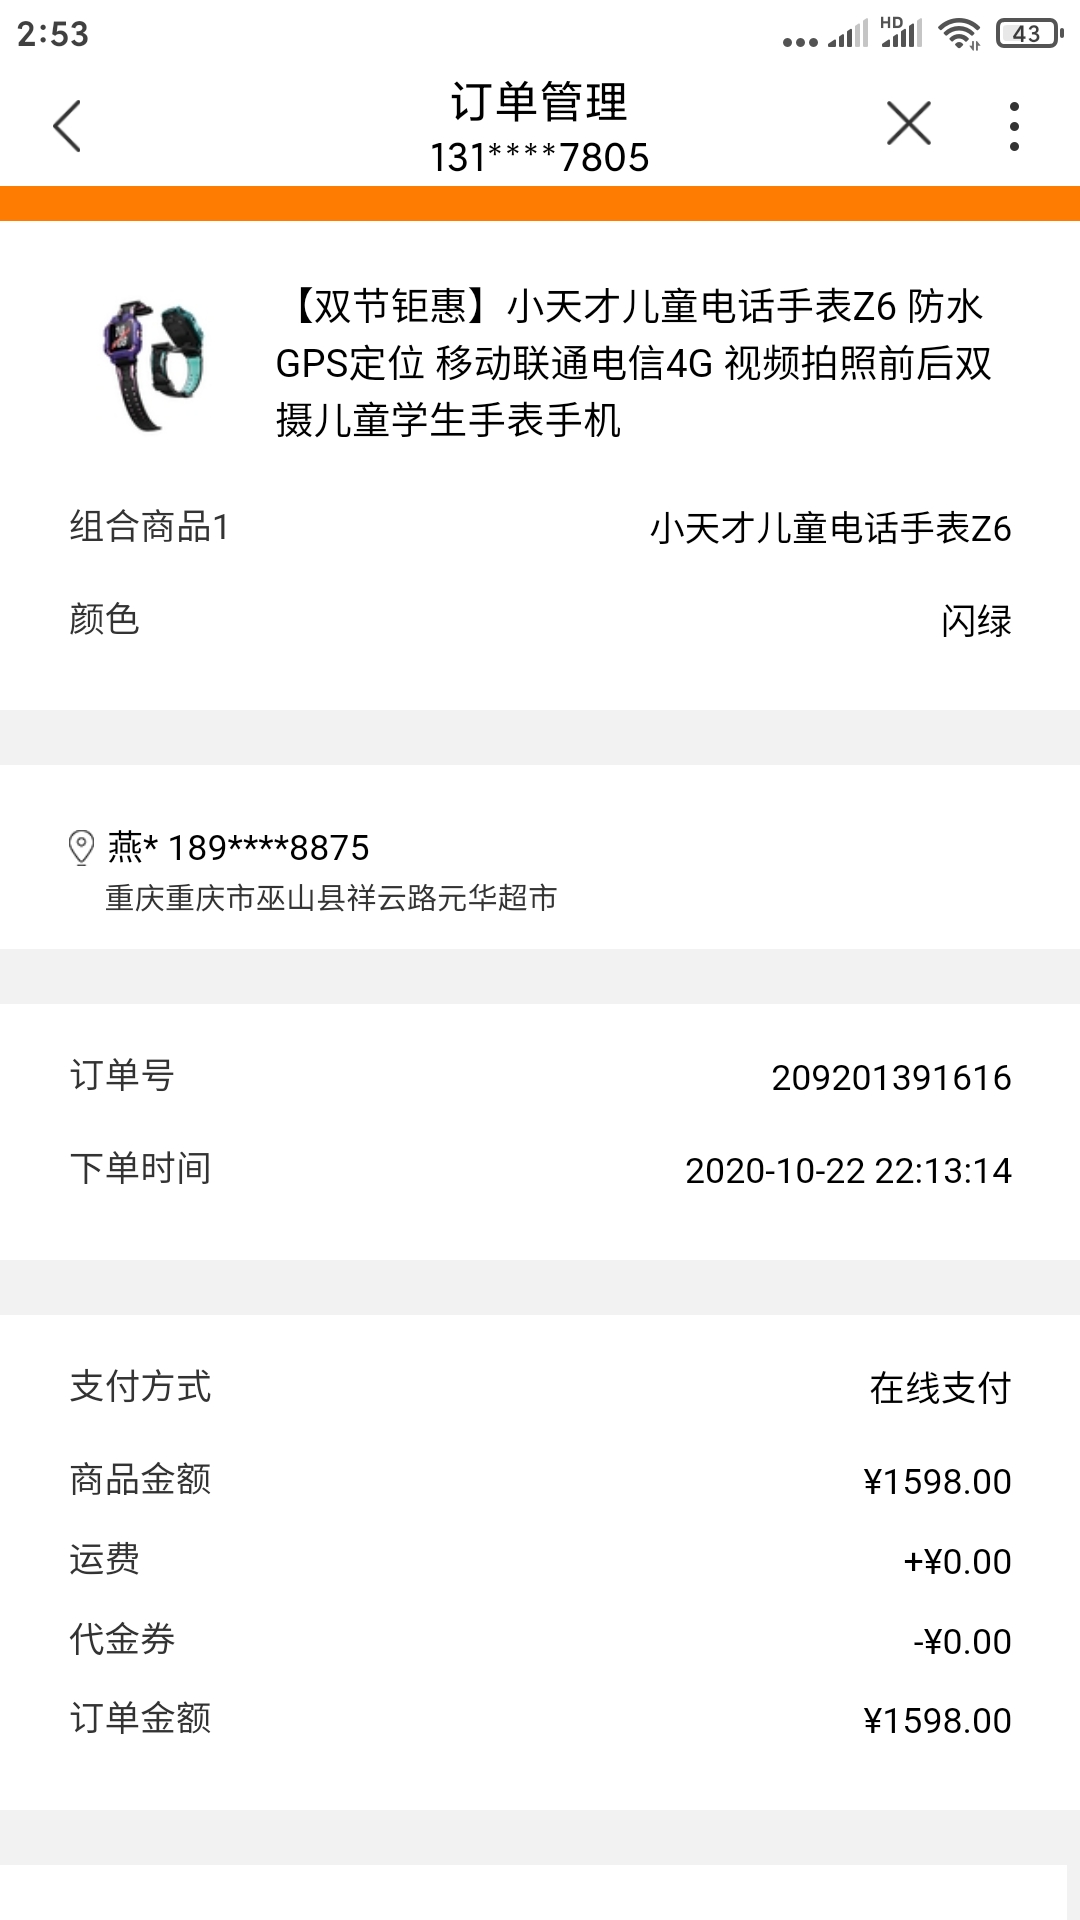 2:53
HD
43
订单管理
131****7805
【双节钜惠】小天才儿童电话手表Z6 防水
GPS定位 移动联通电信4G 视频拍照前后双
摄儿童学生手表手机
组合商品1 小天才儿童电话手表Z6
颜色 闪绿
燕* 189****8875
重庆重庆市巫山县祥云路元华超市
订单号 209201391616
下单时间 2020-10-22 22:13:14
支付方式 在线支付
商品金额 ¥1598.00
运费 +¥0.00
代金券 -¥0.00
订单金额 ¥1598.00